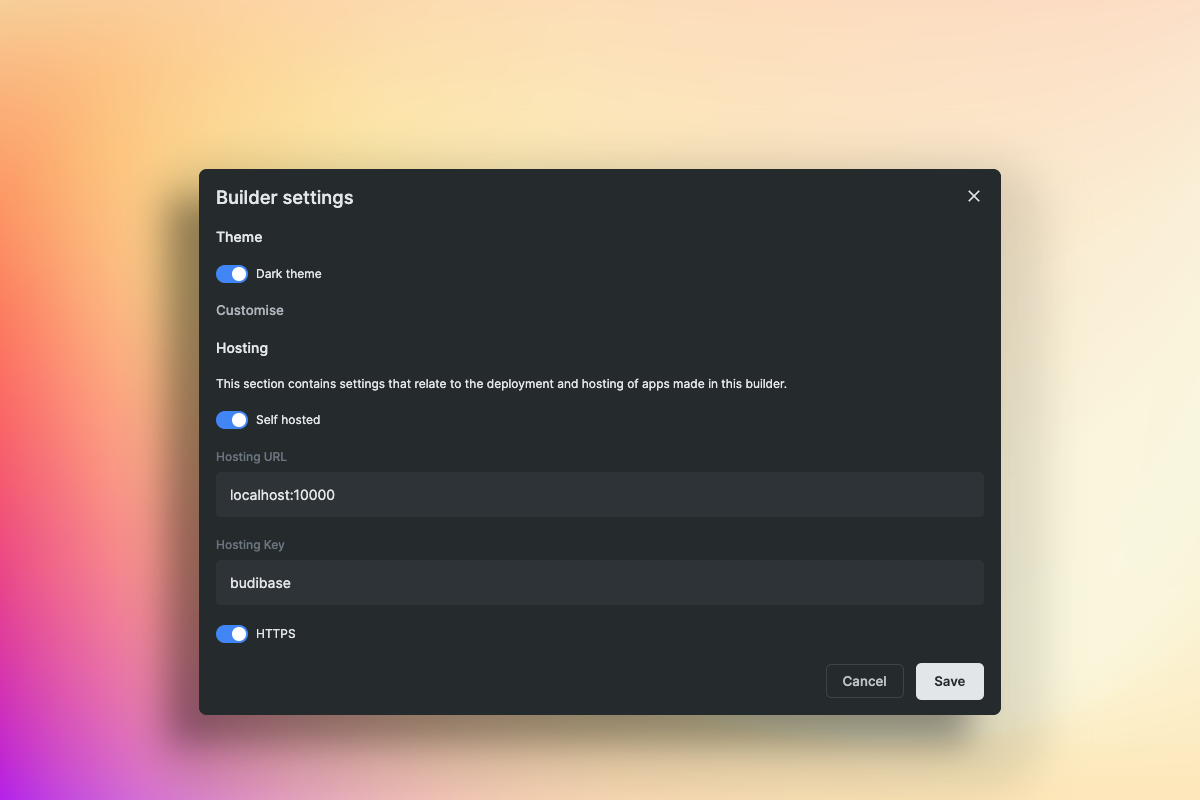 Builder settings
Theme
Dark theme
Customise
Hosting
This section contains settings that relate to the deployment and hosting of apps made in this builder.
Self hosted
Hosting URL
localhost:10000
Hosting Key
budibase
HTTPS
Cancel Save